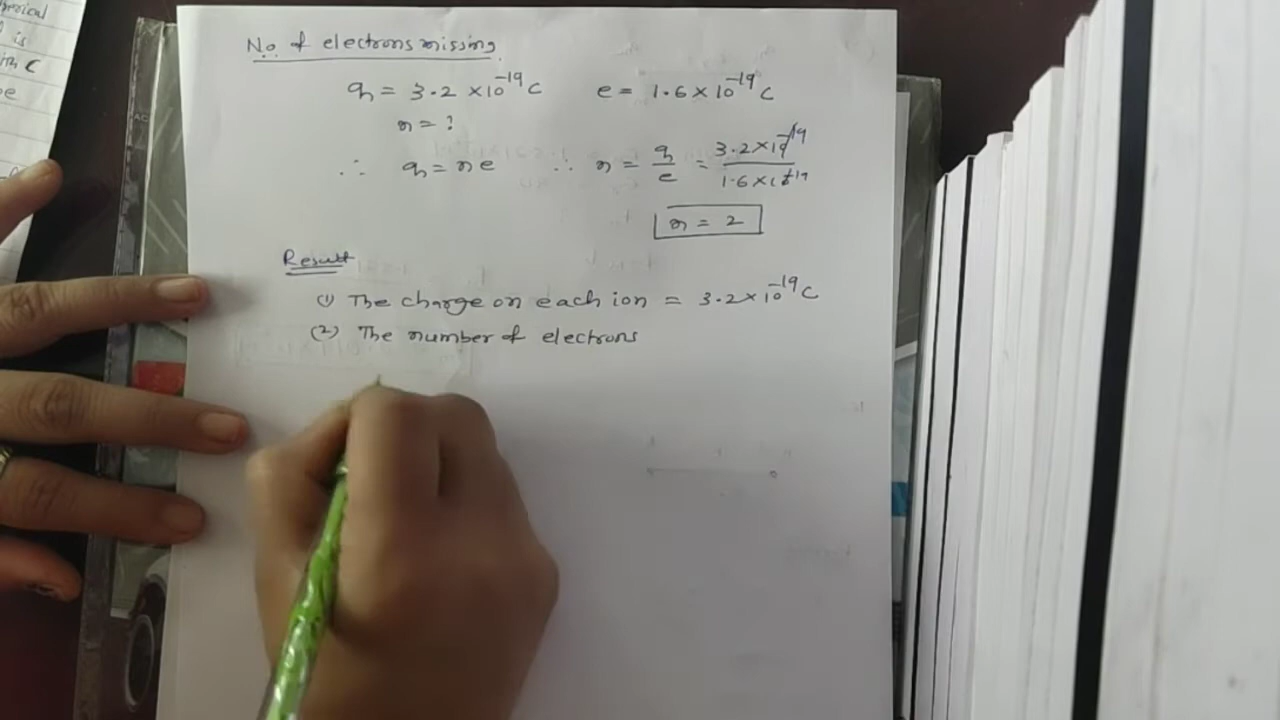 No. of electrons missing.
q = 3.2 ×10⁻¹⁹ C e = 1.6 × 10⁻¹⁹ C
n = ?
∴ q = ne ∴ n = q/e = 3.2×10⁻¹⁹/1.6×10⁻¹⁹
n = 2
Result
(1) The charge on each ion = 3.2×10⁻¹⁹ C
(2) The number of electrons
is